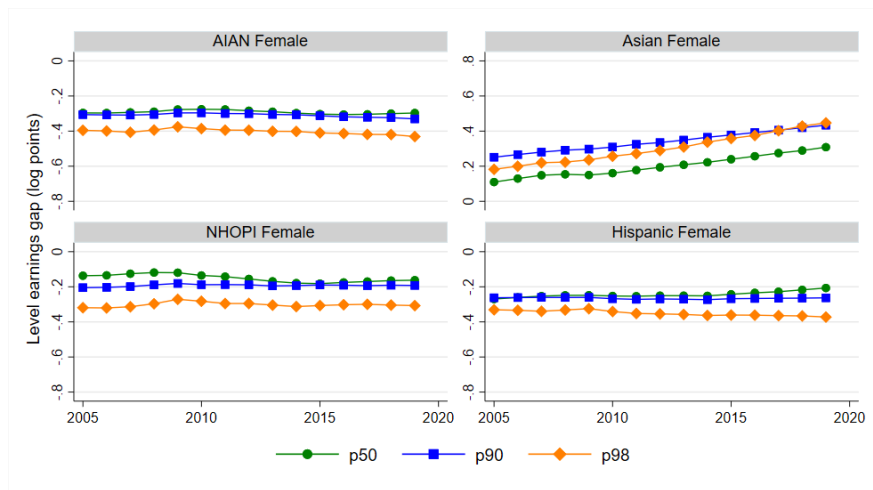 AIAN Female
Asian Female
Level earnings gap (log points)
0
-.2
-.4
-.6
-.8
.8
.6
.4
.2
0
NHOPI Female
Hispanic Female
0
-.2
-.4
-.6
-.8
0
-.2
-.4
-.6
-.8
2005 2010 2015 2020
2005 2010 2015 2020
p50 p90 p98